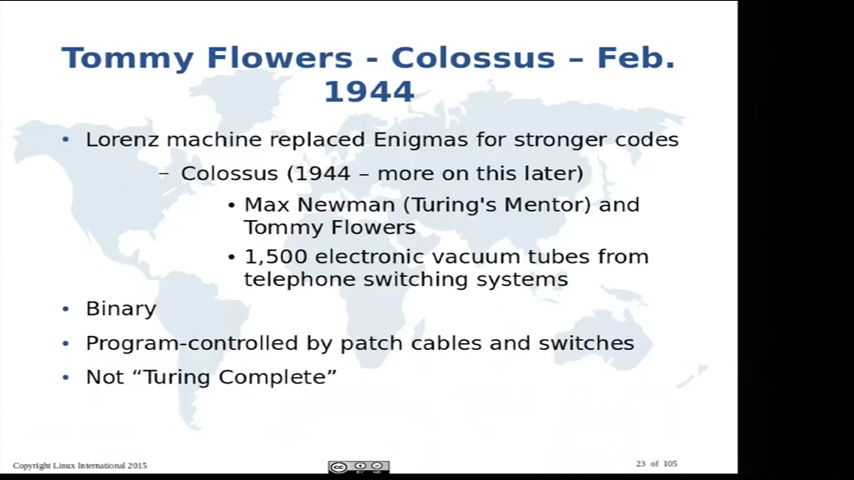 Tommy Flowers - Colossus – Feb.
1944
• Lorenz machine replaced Enigmas for stronger codes
– Colossus (1944 – more on this later)
• Max Newman (Turing's Mentor) and
Tommy Flowers
• 1,500 electronic vacuum tubes from
telephone switching systems
• Binary
• Program-controlled by patch cables and switches
• Not “Turing Complete”
Copyright Linux International 2015
23 of 105